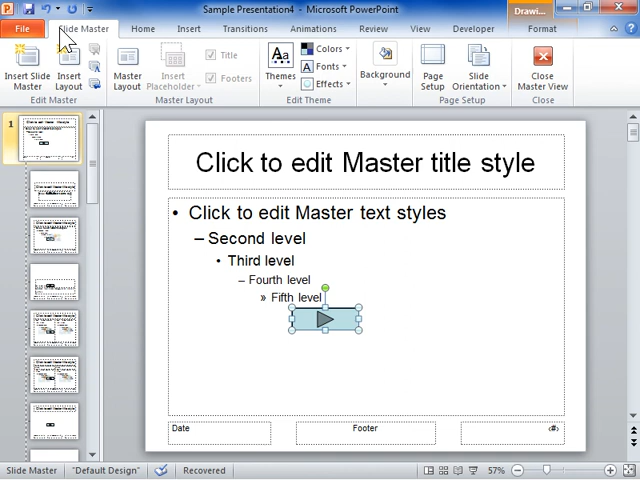 Sample Presentation4 - Microsoft PowerPoint
Drawi...
File
Slide Master
Home
Insert
Transitions
Animations
Review
View
Developer
Format
Insert Slide
Master
Insert
Layout
Edit Master
Master
Layout
Insert
Placeholder
Title
Footers
Master Layout
Themes
Colors
Fonts
Effects
Edit Theme
Background
Page
Setup
Slide
Orientation
Page Setup
Close
Master View
Close
1
Click to edit Master title style
• Click to edit Master text styles
– Second level
• Third level
– Fourth level
» Fifth level
Date
Footer
‹#›
Slide Master
"Default Design"
Recovered
57%